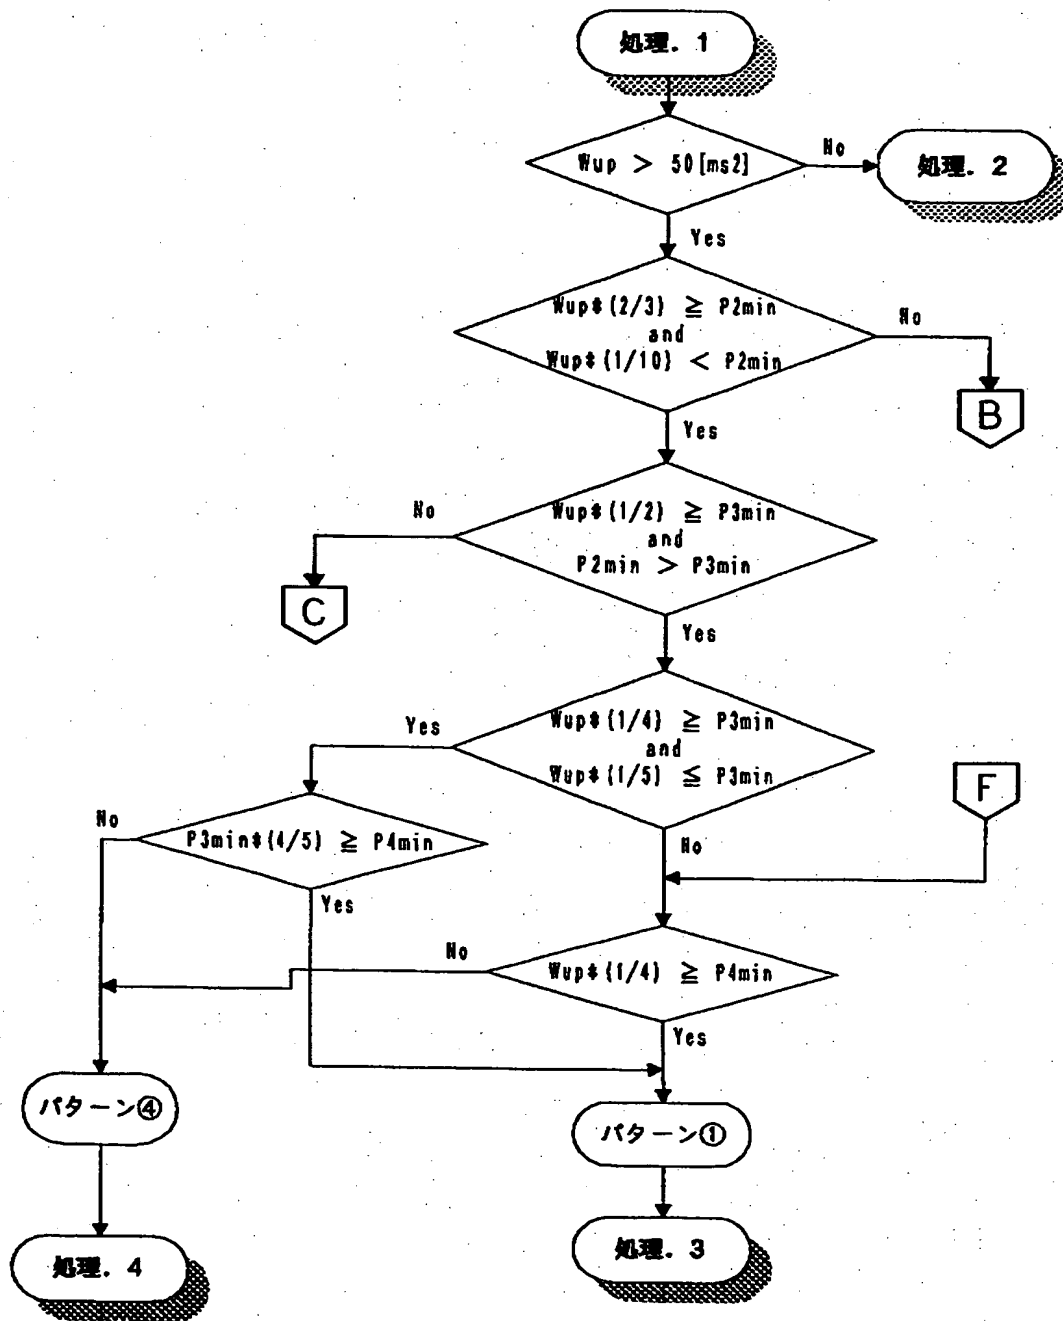 処理．1
Wup > 50[ms2]
No
処理．2
Yes
Wup*(2/3) ≧ P2min
and
Wup*(1/10) < P2min
No
B
Yes
Wup*(1/2) ≧ P3min
and
P2min > P3min
No
C
Yes
Wup*(1/4) ≧ P3min
and
Wup*(1/5) ≦ P3min
Yes
F
No
P3min*(4/5) ≧ P4min
No
Yes
Wup*(1/4) ≧ P4min
No
Yes
パターン④
パターン①
処理．4
処理．3